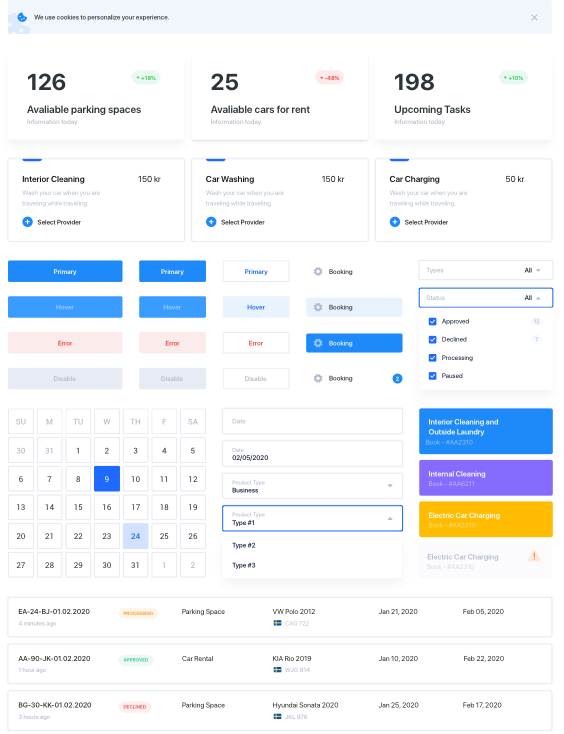 We use cookies to personalize your experience.
126
+18%
Avaliable parking spaces
Information today
25
-48%
Avaliable cars for rent
Information today
198
+10%
Upcoming Tasks
Information today
Interior Cleaning 150 kr
Wash your car when you are
traveling while traveling
Select Provider
Car Washing 150 kr
Wash your car when you are
traveling while traveling.
Select Provider
Car Charging 50 kr
Wash your car when you are
traveling while traveling.
Select Provider
Primary Primary Primary Booking
Hover Hover Hover Booking
Error Error Error Booking
Disable Disable Disable Booking 2
Types All
Status All
Approved 10
Declined 7
Processing
Paused
SU M TU W TH F SA
30 31 1 2 3 4 5
6 7 8 9 10 11 12
13 14 15 16 17 18 19
20 21 22 23 24 25 26
27 28 29 30 31 1 2
Date
Date
02/05/2020
Product Type
Business
Product Type
Type #1
Type #2
Type #3
Interior Cleaning and
Outside Laundry
Book - #AA2310
Internal Cleaning
Book - #AA6211
Electric Car Charging
Book - #AA2310
Electric Car Charging
Book - #AA2310
EA-24-BJ-01.02.2020 PROCESSING Parking Space VW Polo 2012 Jan 21, 2020 Feb 05, 2020
4 minutes ago CXG 722
AA-90-JK-01.02.2020 APPROVED Car Rental KIA Rio 2019 Jan 10, 2020 Feb 22, 2020
1 hour ago WJG 814
BG-30-KK-01.02.2020 DECLINED Parking Space Hyundai Sonata 2020 Jan 25, 2020 Feb 17, 2020
3 hours ago JKL 976